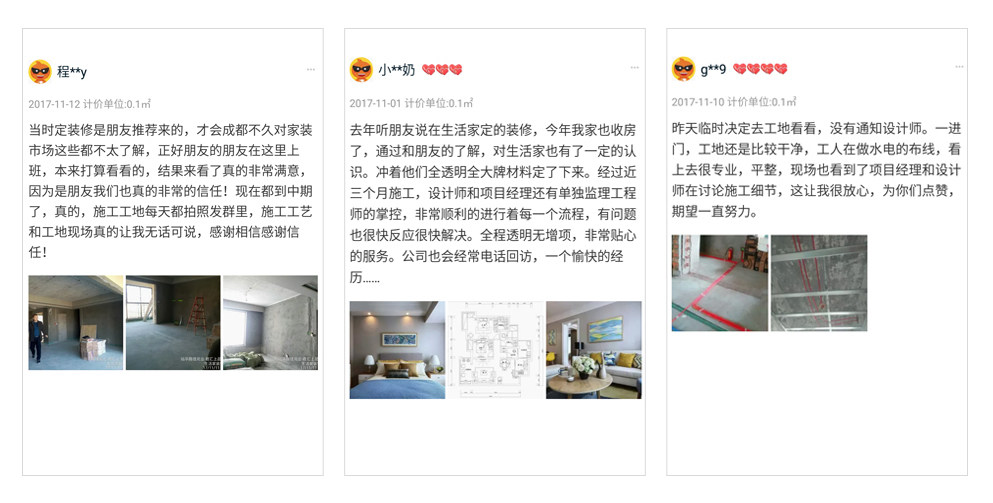 程**y
2017-11-12 计价单位:0.1㎡
当时定装修是朋友推荐来的，才会成都不久对家装
市场这些都不太了解，正好朋友的朋友在这里上
班，本来打算看看的，结果来看了真的非常满意，
因为是朋友我们也真的非常的信任！现在都到中期
了，真的，施工工地每天都拍照发群里，施工工艺
和工地现场真的让我无话可说，感谢相信感谢信
任！
小**奶
2017-11-01 计价单位:0.1㎡
去年听朋友说在生活家定的装修，今年我家也收房
了，通过和朋友的了解，对生活家也有了一定的认
识。冲着他们全透明全大牌材料定了下来。经过近
三个月施工，设计师和项目经理还有单独监理工程
师的掌控，非常顺利的进行着每一个流程，有问题
也很快反应很快解决。全程透明无增项，非常贴心
的服务。公司也会经常电话回访，一个愉快的经
历......
g**9
2017-11-10 计价单位:0.1㎡
昨天临时决定去工地看看，没有通知设计师。一进
门，工地还是比较干净，工人在做水电的布线，看
上去很专业，平整，现场也看到了项目经理和设计
师在讨论施工细节，这让我很放心，为你们点赞，
期望一直努力。